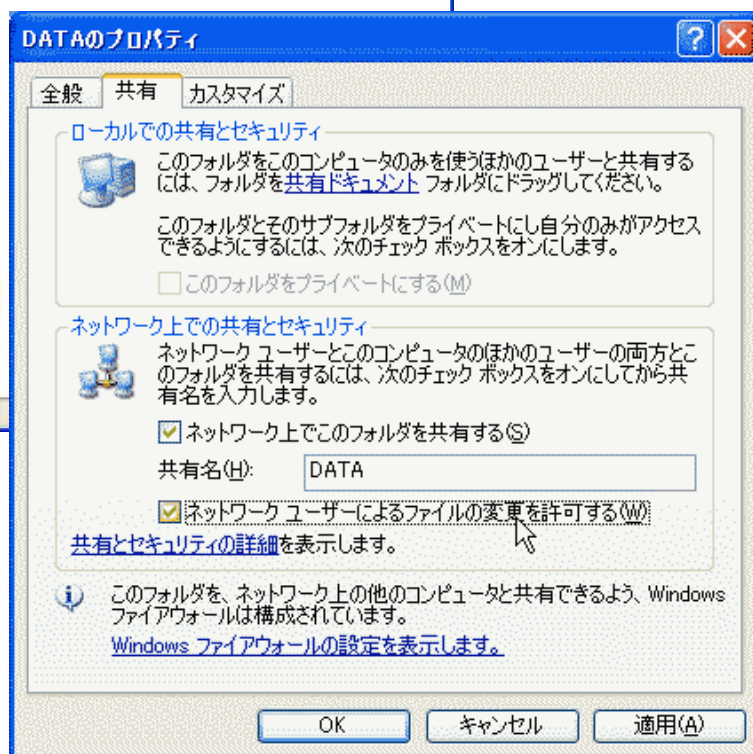 DATAのプロパティ
全般 共有 カスタマイズ
ローカルでの共有とセキュリティ
このフォルダをこのコンピュータのみを使うほかのユーザーと共有する
には、フォルダを共有ドキュメント フォルダにドラッグしてください。
このフォルダとそのサブフォルダをプライベートにし自分のみがアクセス
できるようにするには、次のチェック ボックスをオンにします。
このフォルダをプライベートにする(M)
ネットワーク上での共有とセキュリティ
ネットワーク ユーザーとこのコンピュータのほかのユーザーの両方とこ
のフォルダを共有するには、次のチェック ボックスをオンにしてから共
有名を入力します。
ネットワーク上でこのフォルダを共有する(S)
共有名(H): DATA
ネットワーク ユーザーによるファイルの変更を許可する(W)
共有とセキュリティの詳細を表示します。
このフォルダを、ネットワーク上の他のコンピュータと共有できるよう、Windows
ファイアウォールは構成されています。
Windows ファイアウォールの設定を表示します。
OK キャンセル 適用(A)